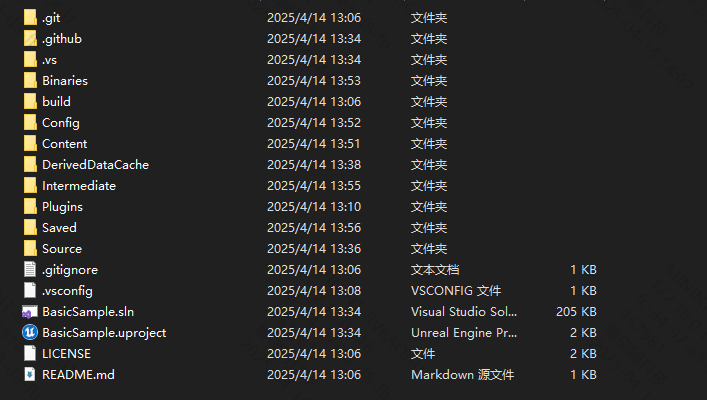 .git 2025/4/14 13:06 文件夹
.github 2025/4/14 13:34 文件夹
.vs 2025/4/14 13:34 文件夹
Binaries 2025/4/14 13:53 文件夹
build 2025/4/14 13:06 文件夹
Config 2025/4/14 13:52 文件夹
Content 2025/4/14 13:51 文件夹
DerivedDataCache 2025/4/14 13:38 文件夹
Intermediate 2025/4/14 13:55 文件夹
Plugins 2025/4/14 13:10 文件夹
Saved 2025/4/14 13:56 文件夹
Source 2025/4/14 13:36 文件夹
.gitignore 2025/4/14 13:06 文本文档 1 KB
.vsconfig 2025/4/14 13:08 VSCONFIG 文件 1 KB
BasicSample.sln 2025/4/14 13:34 Visual Studio Sol... 205 KB
BasicSample.uproject 2025/4/14 13:34 Unreal Engine Pr... 2 KB
LICENSE 2025/4/14 13:06 文件 2 KB
README.md 2025/4/14 13:06 Markdown 源文件 1 KB